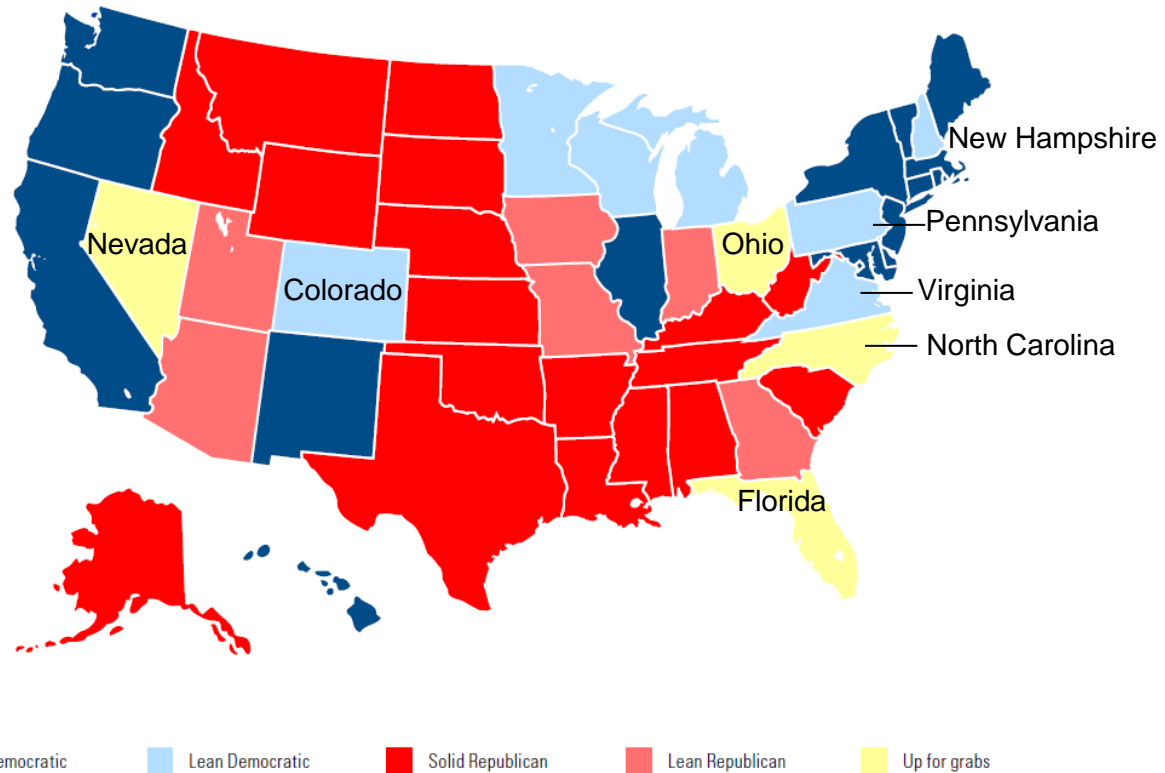 New Hampshire
Pennsylvania
Nevada
Ohio
Colorado
Virginia
North Carolina
Florida
emocratic Lean Democratic Solid Republican Lean Republican Up for grabs